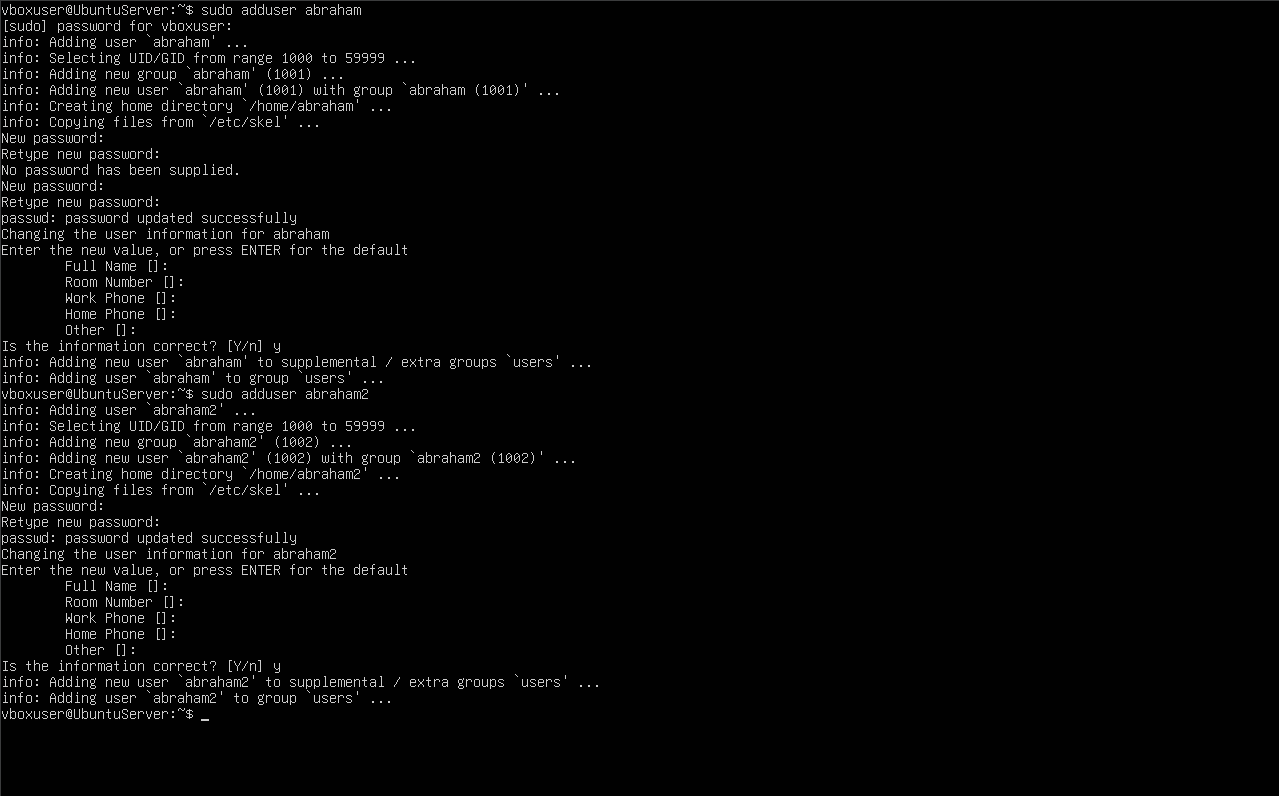 vboxuser@UbuntuServer:~$ sudo adduser abraham
[sudo] password for vboxuser:
info: Adding user `abraham' ...
info: Selecting UID/GID from range 1000 to 59999 ...
info: Adding new group `abraham' (1001) ...
info: Adding new user `abraham' (1001) with group `abraham (1001)' ...
info: Creating home directory `/home/abraham' ...
info: Copying files from `/etc/skel' ...
New password:
Retype new password:
No password has been supplied.
New password:
Retype new password:
passwd: password updated successfully
Changing the user information for abraham
Enter the new value, or press ENTER for the default
        Full Name []:
        Room Number []:
        Work Phone []:
        Home Phone []:
        Other []:
Is the information correct? [Y/n] y
info: Adding new user `abraham' to supplemental / extra groups `users' ...
info: Adding user `abraham' to group `users' ...
vboxuser@UbuntuServer:~$ sudo adduser abraham2
info: Adding user `abraham2' ...
info: Selecting UID/GID from range 1000 to 59999 ...
info: Adding new group `abraham2' (1002) ...
info: Adding new user `abraham2' (1002) with group `abraham2 (1002)' ...
info: Creating home directory `/home/abraham2' ...
info: Copying files from `/etc/skel' ...
New password:
Retype new password:
passwd: password updated successfully
Changing the user information for abraham2
Enter the new value, or press ENTER for the default
        Full Name []:
        Room Number []:
        Work Phone []:
        Home Phone []:
        Other []:
Is the information correct? [Y/n] y
info: Adding new user `abraham2' to supplemental / extra groups `users' ...
info: Adding user `abraham2' to group `users' ...
vboxuser@UbuntuServer:~$ _